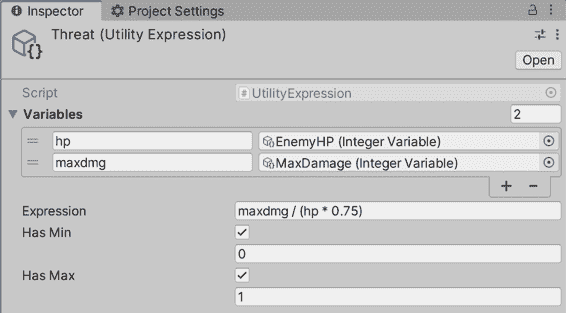 Inspector Project Settings
Threat (Utility Expression)
Open
Script UtilityExpression
Variables 2
hp EnemyHP (Integer Variable)
maxdmg MaxDamage (Integer Variable)
+ −
Expression maxdmg / (hp * 0.75)
Has Min
0
Has Max
1